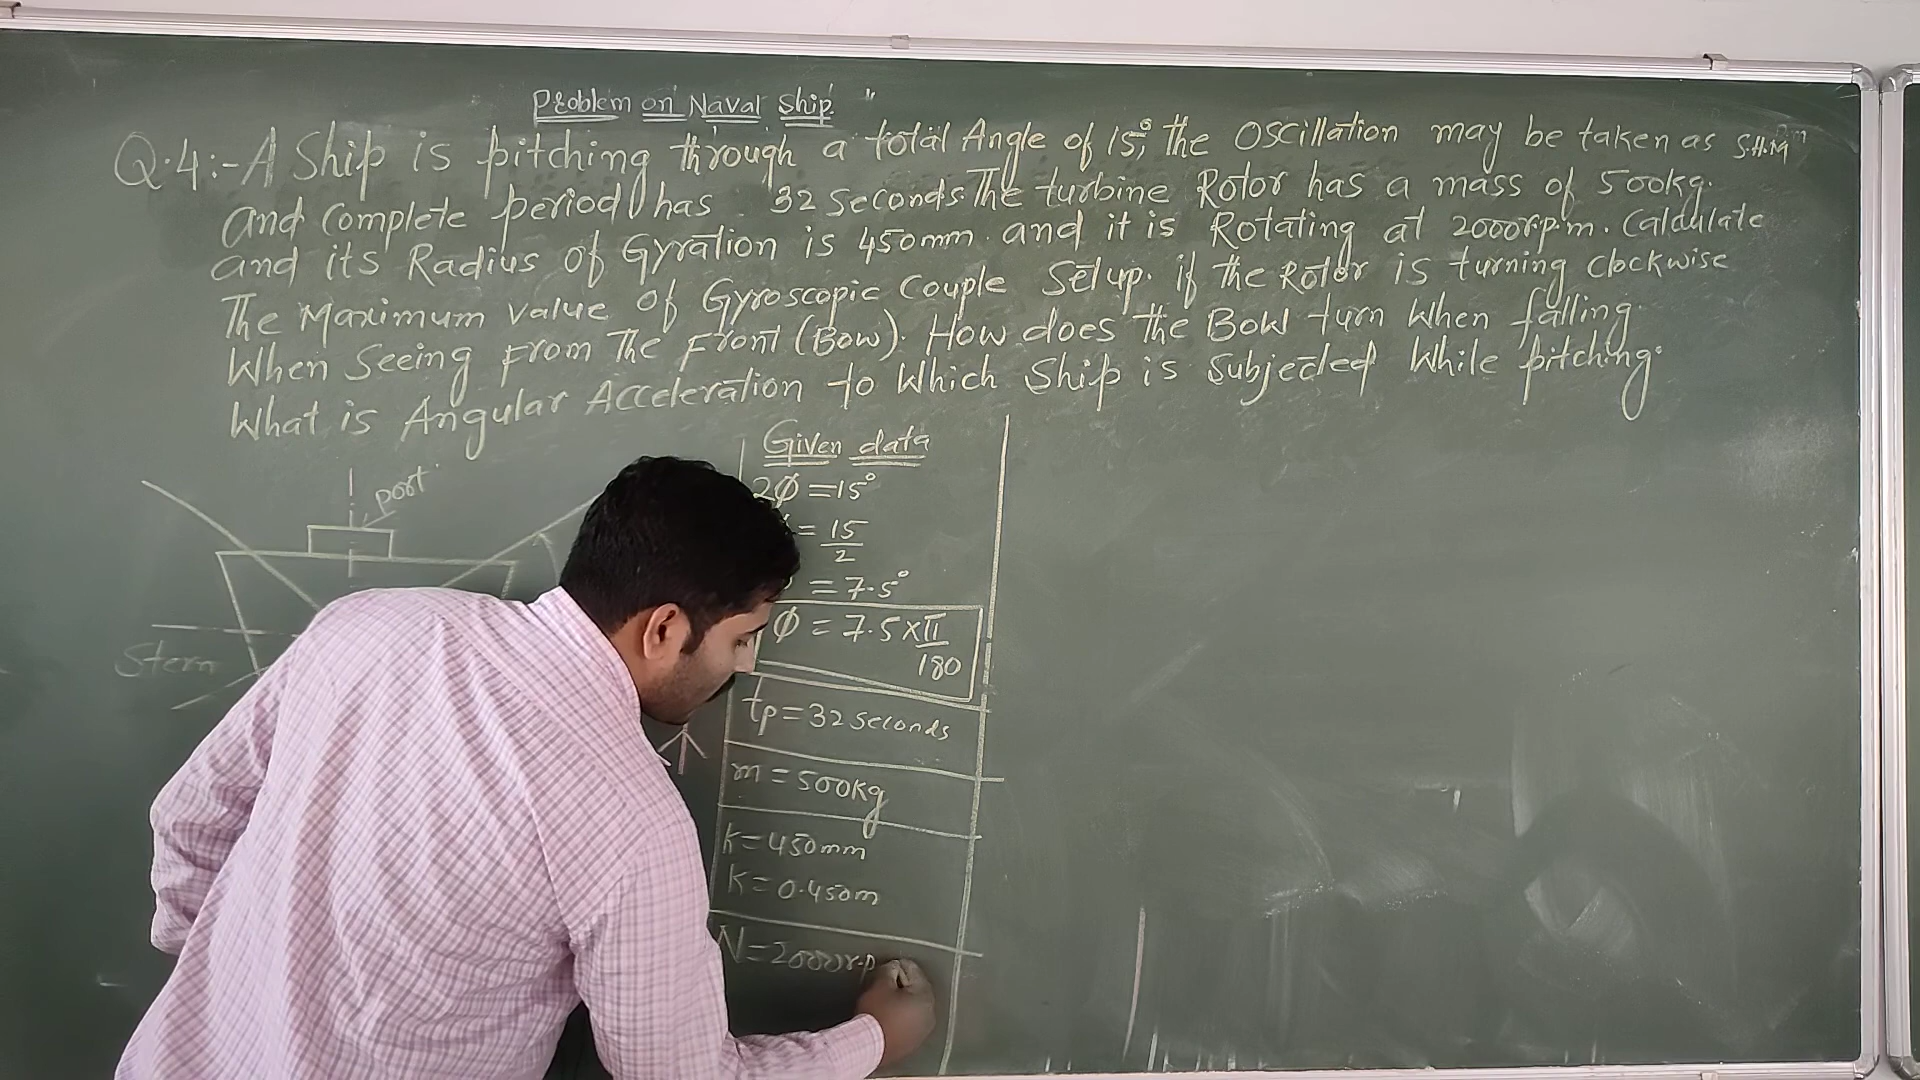 Problem on Naval Ship "
Q.4:- A Ship is pitching through a total Angle of 15°, the oscillation may be taken as S.H.M
and complete period has 32 seconds. The turbine Rotor has a mass of 500kg.
and its Radius of Gyration is 450mm. and it is Rotating at 2000r.p.m. Calculate
The Maximum value of Gyroscopic Couple Set up. if the Rotor is turning clockwise
When Seeing From The Front (Bow). How does the Bow turn When falling.
What is Angular Acceleration to Which Ship is Subjected While pitching.
Given data
2Ø = 15°
= 15/2
= 7.5°
Ø = 7.5 × π/180
tp = 32 seconds
m = 500kg
K = 450mm
K = 0.450m
N = 2000r.p
port
Stern